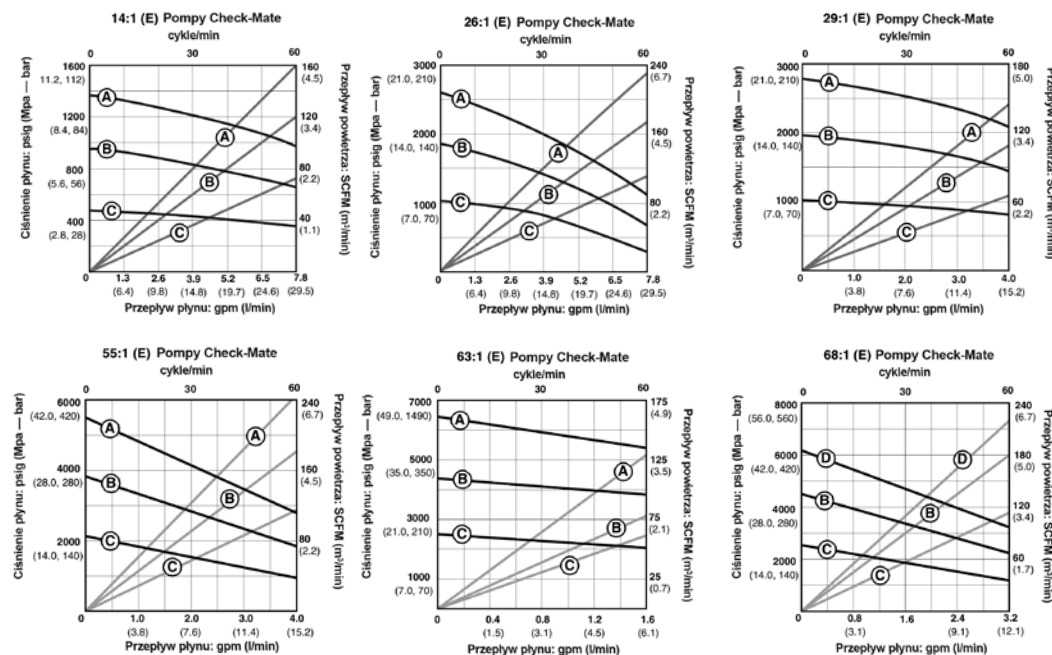 14:1 (E) Pompy Check-Mate
cykle/min
0 30 60
1600
11.2, 112)
1200
(8.4, 84)
800
(5.6, 56)
400
(2.8, 28)
160
(4.5)
120
(3.4)
80
(2.2)
40
(1.1)
A
A
B
B
C
C
Ciśnienie płynu: psig (Mpa — bar)
Przepływ powietrza: SCFM (m³/min)
0 1.3 2.6 3.9 5.2 6.5 7.8
(6.4) (9.8) (14.8) (19.7) (24.6) (29.5)
Przepływ płynu: gpm (l/min)
26:1 (E) Pompy Check-Mate
cykle/min
0 30 60
3000
(21.0, 210)
2000
(14.0, 140)
1000
(7.0, 70)
240
(6.7)
160
(4.5)
80
(2.2)
A
A
B
B
C
C
Ciśnienie płynu: psig (Mpa — bar)
Przepływ powietrza: SCFM (m³/min)
0 1.3 2.6 3.9 5.2 6.5 7.8
(6.4) (9.8) (14.8) (19.7) (24.6) (29.5)
Przepływ płynu: gpm (l/min)
29:1 (E) Pompy Check-Mate
cykle/min
0 30 60
3000
(21.0, 210)
2000
(14.0, 140)
1000
(7.0, 70)
180
(5.0)
120
(3.4)
60
(2.2)
A
A
B
B
C
C
Ciśnienie płynu: psig (Mpa — bar)
Przepływ powietrza: SCFM (m³/min)
0 1.0 2.0 3.0 4.0
(3.8) (7.6) (11.4) (15.2)
Przepływ płynu: gpm (l/min)
55:1 (E) Pompy Check-Mate
cykle/min
0 30 60
6000
(42.0, 420)
4000
(28.0, 280)
2000
(14.0, 140)
240
(6.7)
160
(4.5)
80
(2.2)
A
A
B
B
C
C
Ciśnienie płynu: psig (Mpa — bar)
Przepływ powietrza: SCFM (m³/min)
0 1.0 2.0 3.0 4.0
(3.8) (7.6) (11.4) (15.2)
Przepływ płynu: gpm (l/min)
63:1 (E) Pompy Check-Mate
cykle/min
0 30 60
7000
(49.0, 1490)
5000
(35.0, 350)
3000
(21.0, 210)
1000
(7.0, 70)
175
(4.9)
125
(3.5)
75
(2.1)
25
(0.7)
A
A
B
B
C
C
Ciśnienie płynu: psig (Mpa — bar)
Przepływ powietrza: SCFM (m³/min)
0 0.4 0.8 1.2 1.6
(1.5) (3.1) (4.5) (6.1)
Przepływ płynu: gpm (l/min)
68:1 (E) Pompy Check-Mate
cykle/min
0 30 60
8000
(56.0, 560)
6000
(42.0, 420)
4000
(28.0, 280)
2000
(14.0, 140)
240
(6.7)
180
(5.0)
120
(3.4)
60
(1.7)
D
D
B
B
C
C
Ciśnienie płynu: psig (Mpa — bar)
Przepływ powietrza: SCFM (m³/min)
0 0.8 1.6 2.4 3.2
(3.1) (9.1) (12.1)
Przepływ płynu: gpm (l/min)